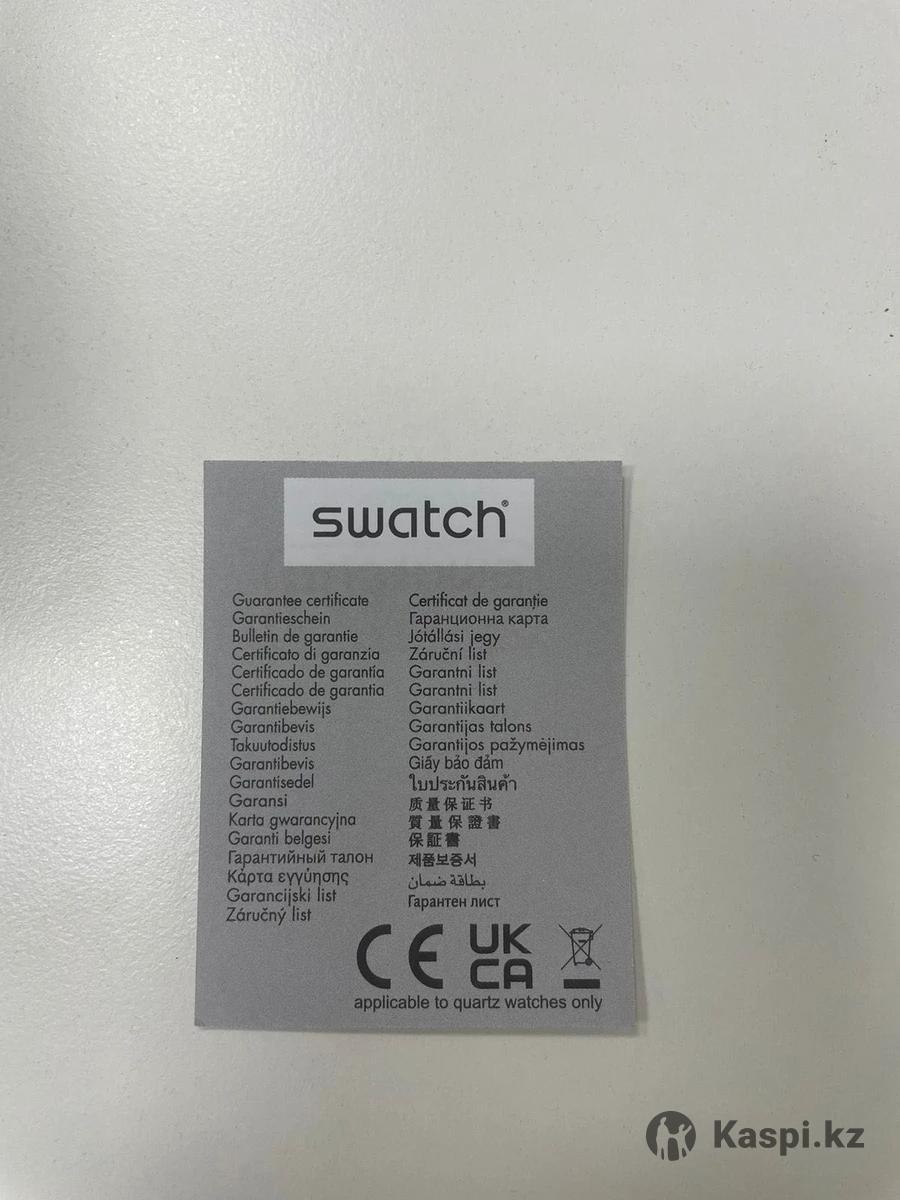 swatch®
Guarantee certificate
Garantieschein
Bulletin de garantie
Certificato di garanzia
Certificado de garantía
Certificado de garantia
Garantiebewijs
Garantibevis
Takuutodistus
Garantibevis
Garantisedel
Garansi
Karta gwarancyjna
Garanti belgesi
Гарантийный талон
Κάρτα εγγύησης
Garancijski list
Záručný list
Certificat de garanție
Гаранционна карта
Jótállási jegy
Záruční list
Garantni list
Garantni list
Garantiikaart
Garantijas talons
Garantijos pažymėjimas
Giấy bảo đảm
ใบประกันสินค้า
质量保证书
質量保證書
保証書
제품보증서
بطاقة ضمان
Гарантен лист
CE
UK
CA
applicable to quartz watches only
Kaspi.kz